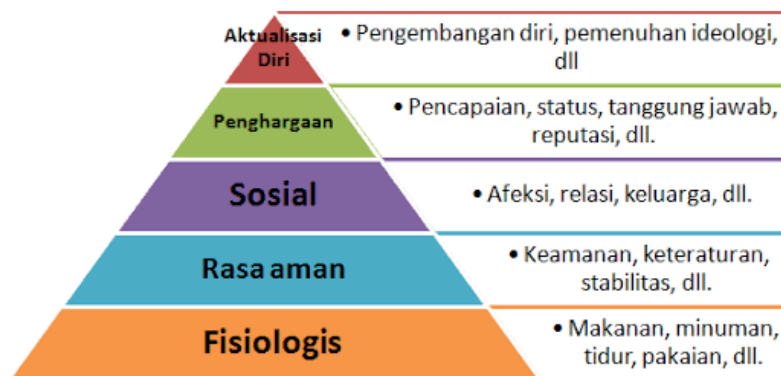 Aktualisasi
Diri
• Pengembangan diri, pemenuhan ideologi,
dll
Penghargaan
• Pencapaian, status, tanggung jawab,
reputasi, dll.
Sosial
• Afeksi, relasi, keluarga, dll.
Rasa aman
• Keamanan, keteraturan,
stabilitas, dll.
Fisiologis
• Makanan, minuman,
tidur, pakaian, dll.